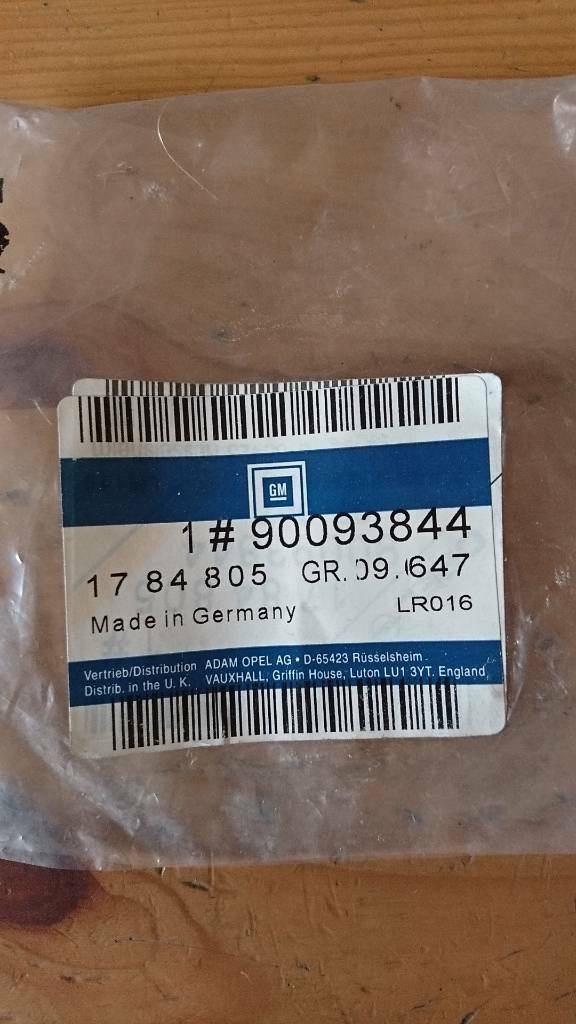 GM
1 # 90093844
17 84 805 GR. 09.0647
Made in Germany LR016
Vertrieb/Distribution ADAM OPEL AG • D-65423 Rüsselsheim
Distrib. in the U. K. VAUXHALL, Griffin House, Luton LU1 3YT. England